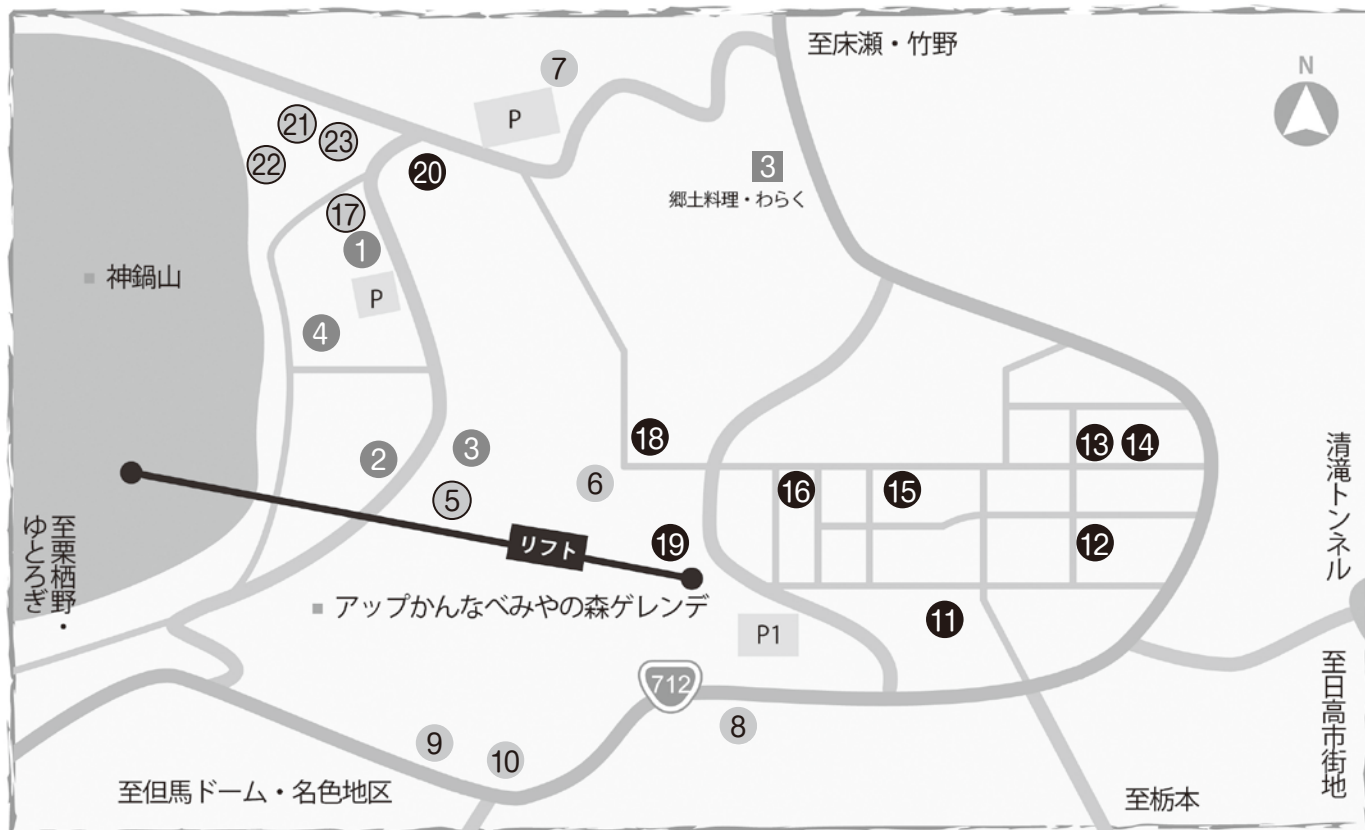 至床瀬・竹野
N
7
P
21
23
22
20
3
郷土料理・わらく
17
1
神鍋山
P
4
18
13
14
2
3
6
5
16
15
清滝トンネル
至栗栖野・
ゆとろぎ
リフト
19
12
アップかんなべみやの森ゲレンデ
11
P1
712
8
至日高市街地
9
10
至但馬ドーム・名色地区
至栃本